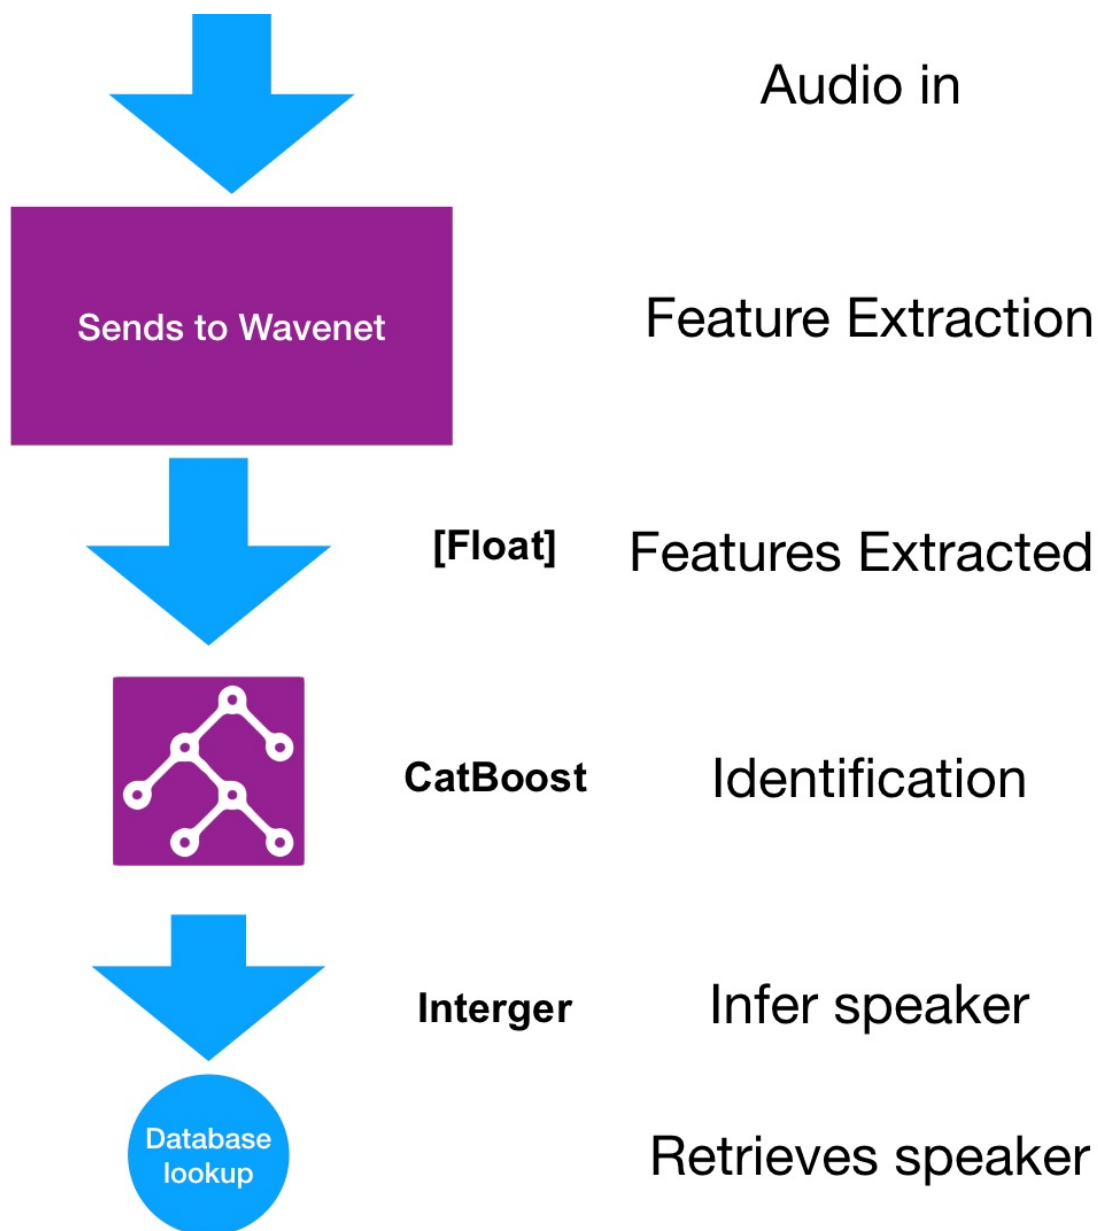 Audio in
Sends to Wavenet
Feature Extraction
[Float]
Features Extracted
CatBoost
Identification
Interger
Infer speaker
Database
lookup
Retrieves speaker